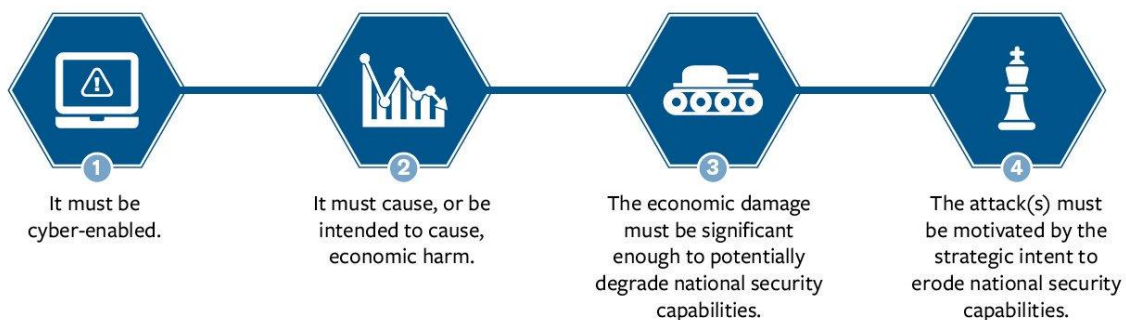 1
It must be
cyber-enabled.
2
It must cause, or be
intended to cause,
economic harm.
3
The economic damage
must be significant
enough to potentially
degrade national security
capabilities.
4
The attack(s) must
be motivated by the
strategic intent to
erode national security
capabilities.